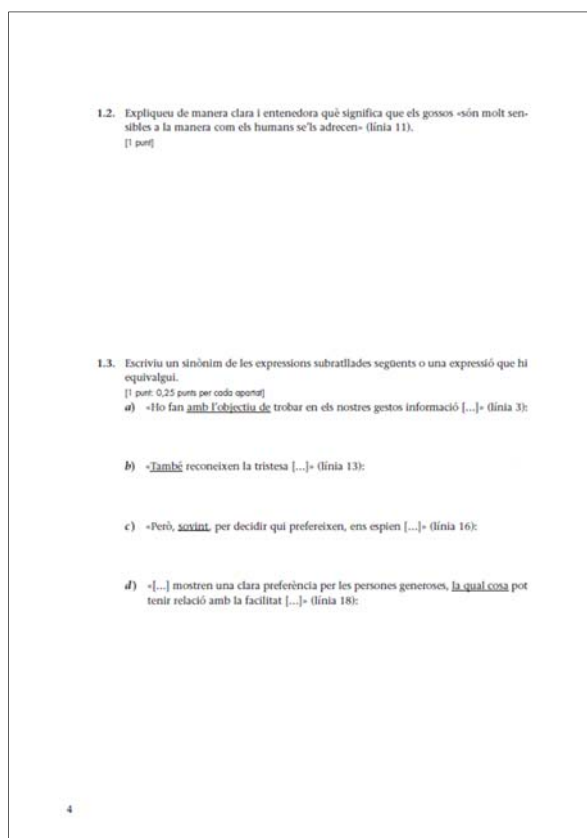 1.2. Expliqueu de manera clara i entenedora què significa que els gossos «són molt sen-
sibles a la manera com els humans se'ls adrecen» (línia 11).
[1 punt]
1.3. Escriviu un sinònim de les expressions subratllades següents o una expressió que hi
equivalgui.
[1 punt: 0,25 punts per cada apartat]
a) «Ho fan amb l'objectiu de trobar en els nostres gestos informació [...]» (línia 3):
b) «També reconeixen la tristesa [...]» (línia 13):
c) «Però, sovint, per decidir qui prefereixen, ens espien [...]» (línia 16):
d) «[...] mostren una clara preferència per les persones generoses, la qual cosa pot
tenir relació amb la facilitat [...]» (línia 18):
4